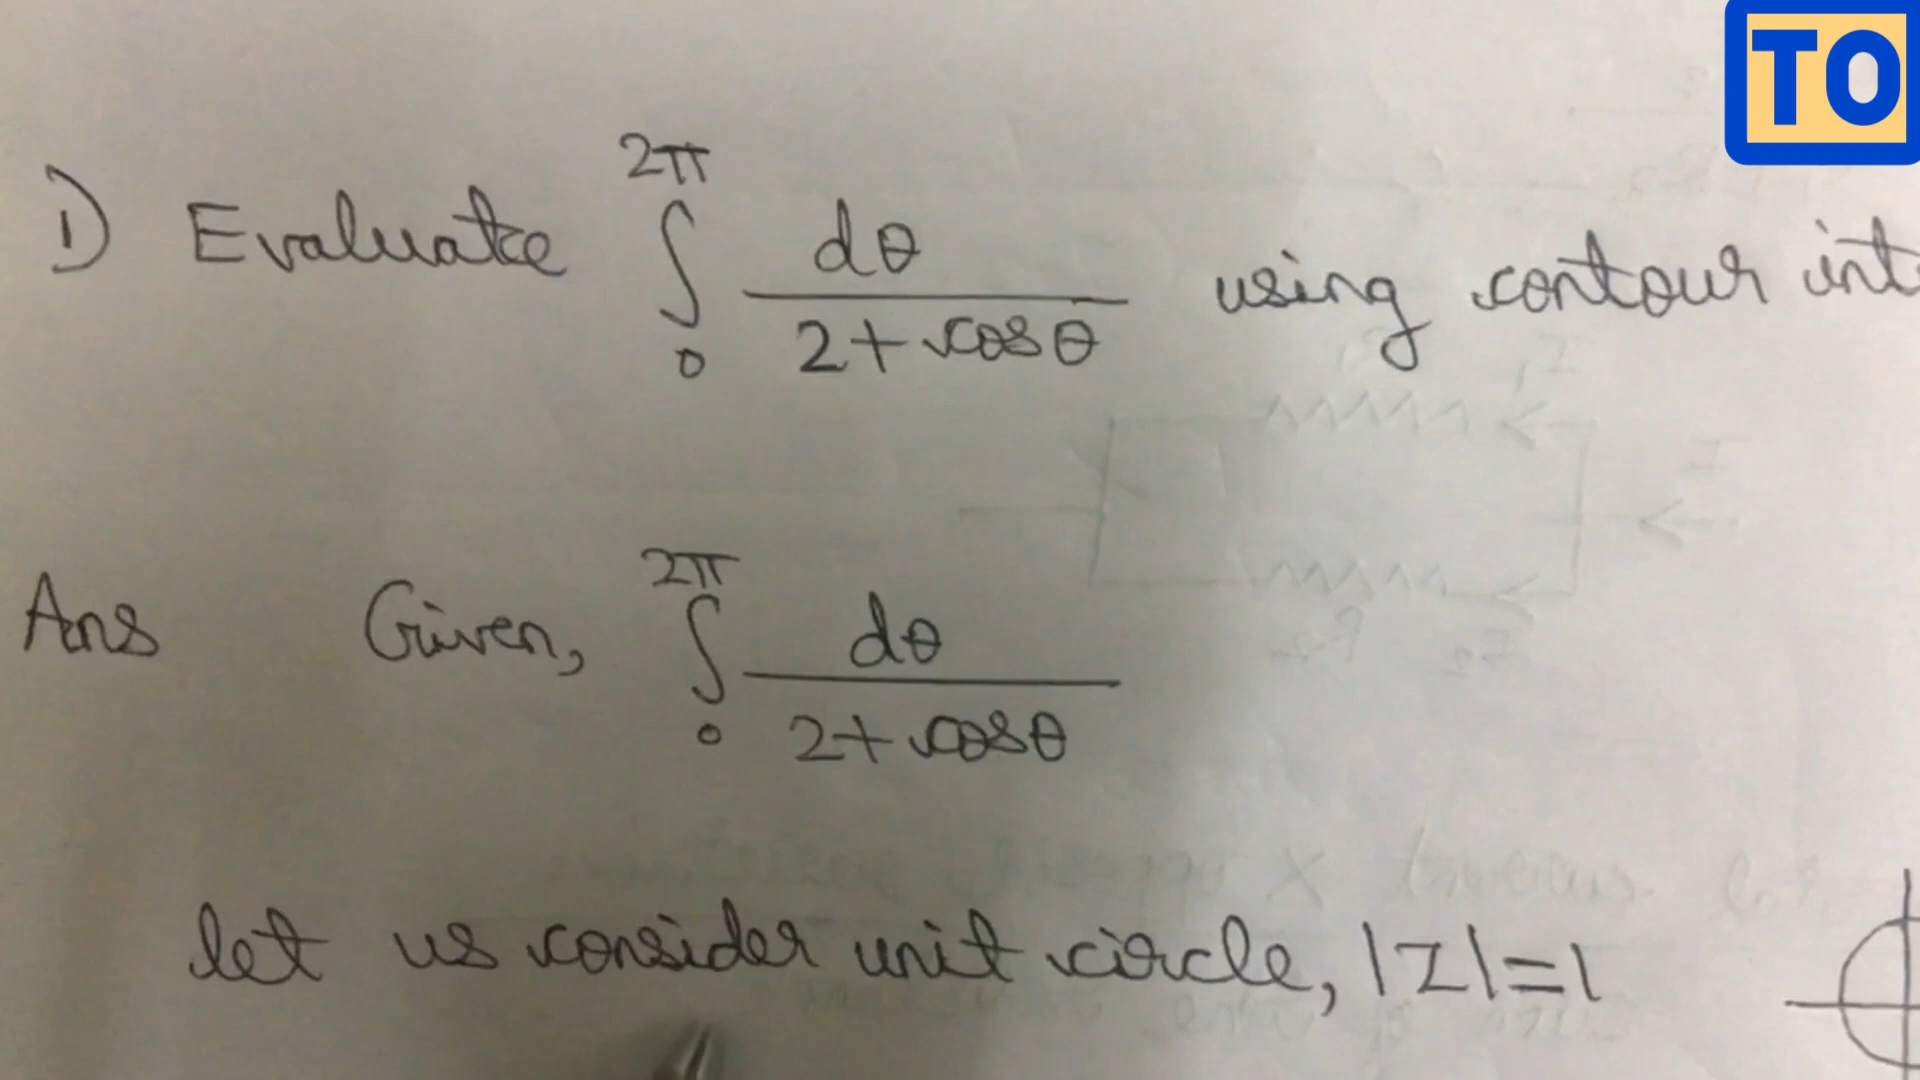 TO
1) Evaluate ∫₀^2π dθ / 2+cosθ using contour int
Ans Given, ∫₀^2π dθ / 2+cosθ
let us consider unit circle, |z|=1